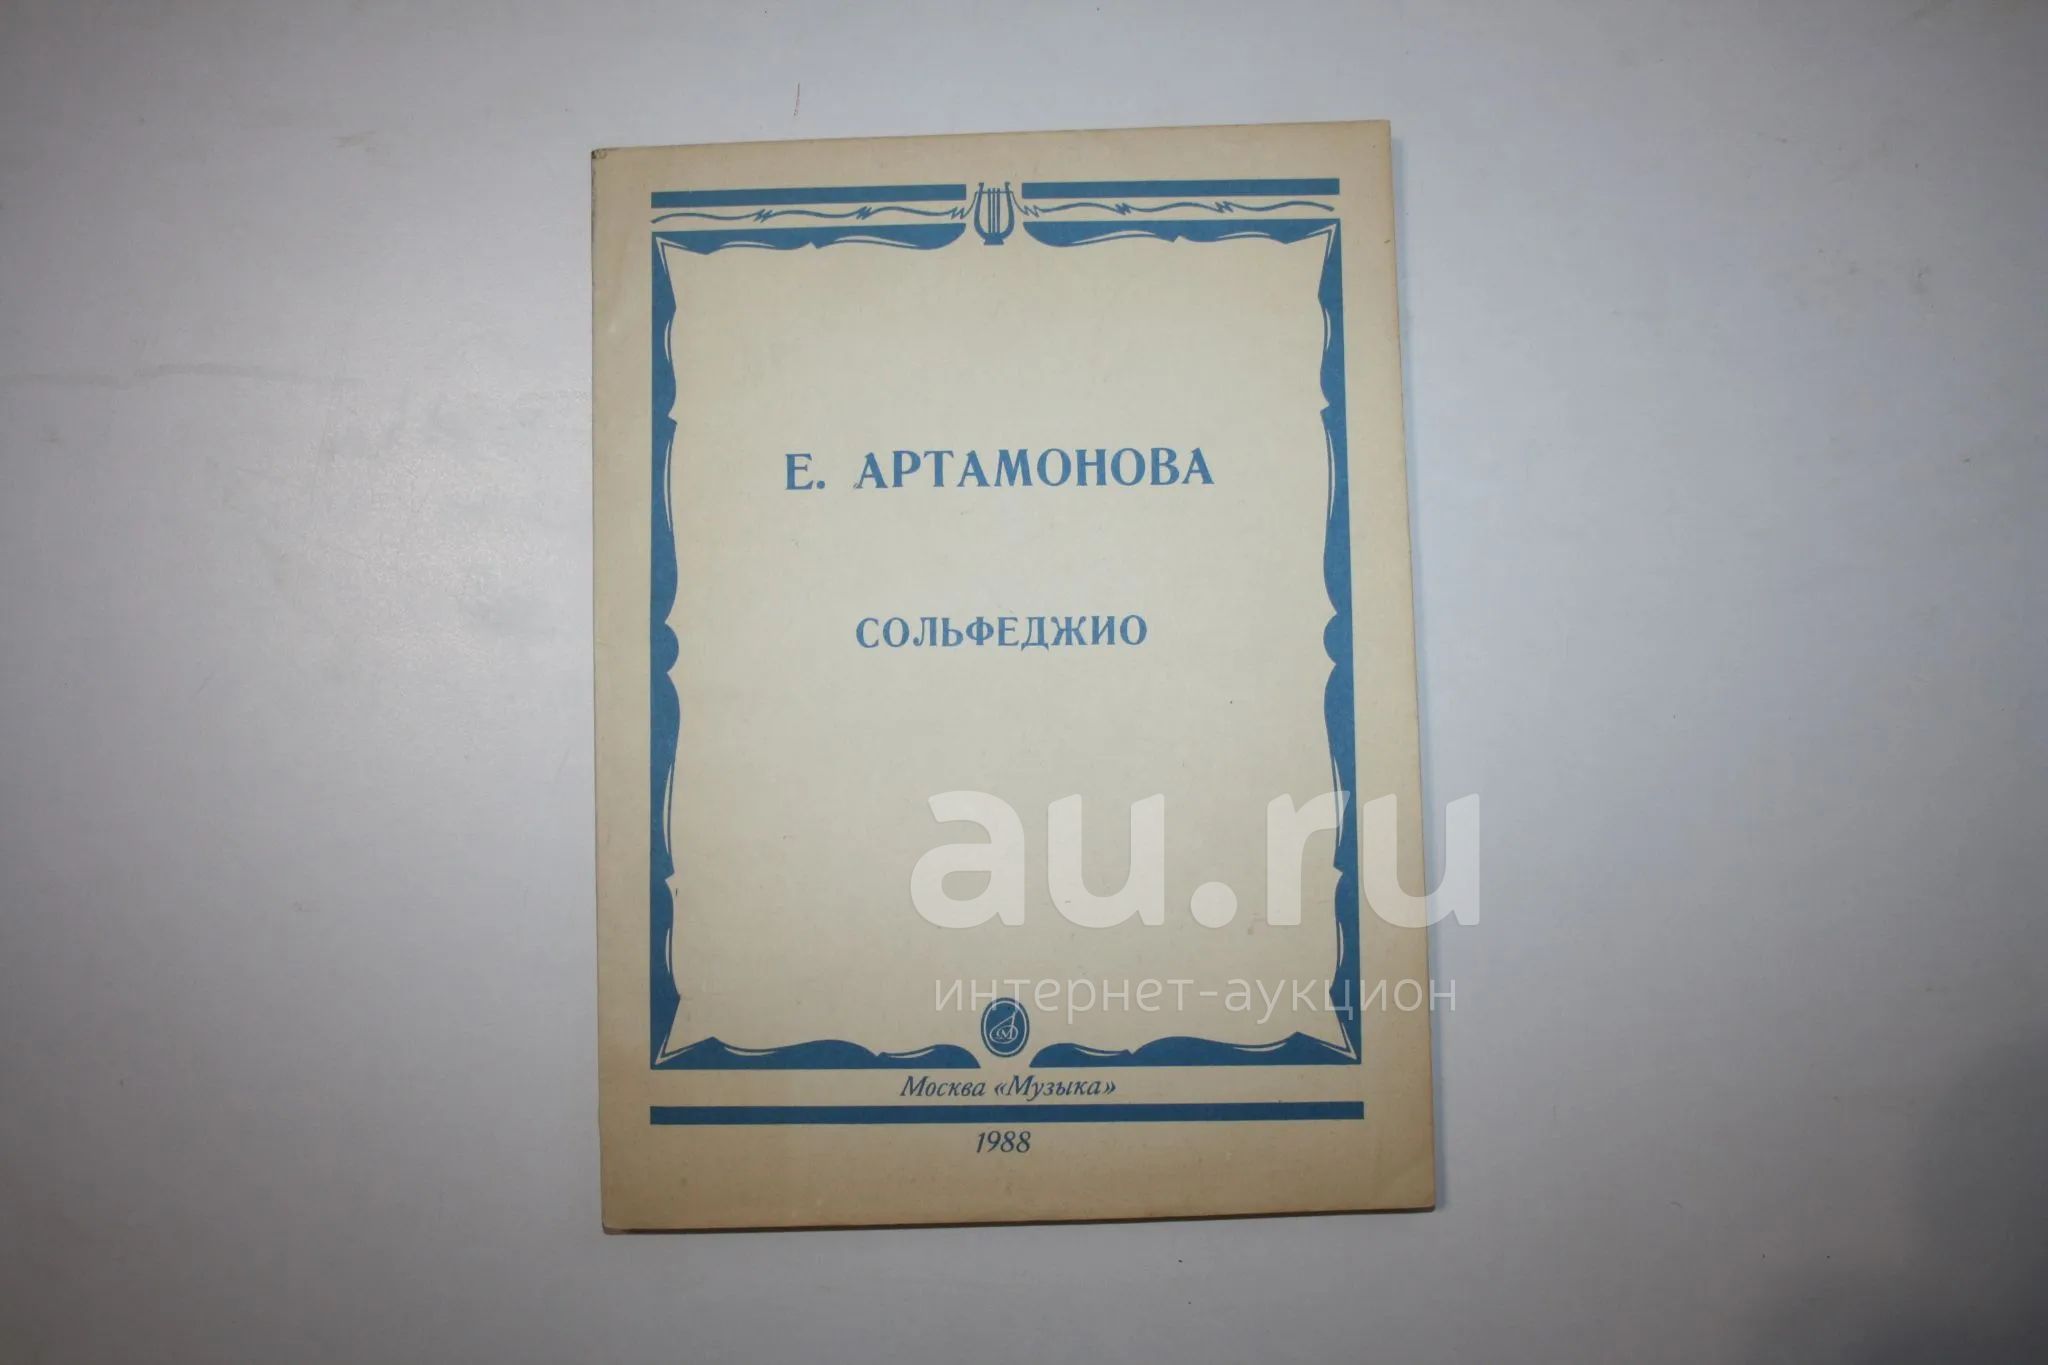 Е. АРТАМОНОВА
СОЛЬФЕДЖИО
au.ru
интернет-аукцион
Москва «Музыка»
1988